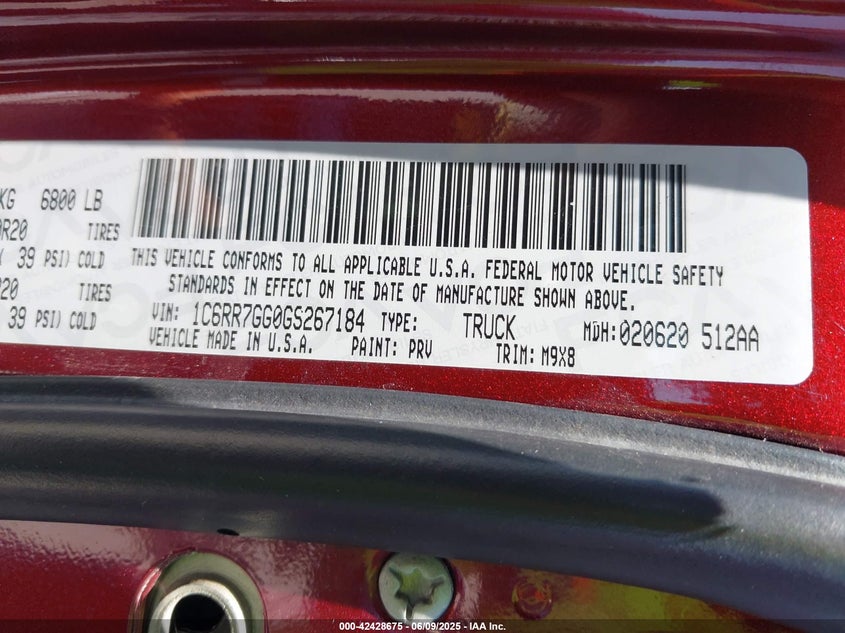 KG 6800 LB
0R20 TIRES
39 PSI) COLD
THIS VEHICLE CONFORMS TO ALL APPLICABLE U.S.A. FEDERAL MOTOR VEHICLE SAFETY
R20 TIRES
STANDARDS IN EFFECT ON THE DATE OF MANUFACTURE SHOWN ABOVE.
39 PSI) COLD
VIN: 1C6RR7GG0GS267184 TYPE: TRUCK MDH:020620 512AA
VEHICLE MADE IN U.S.A. PAINT: PRV TRIM: M9X8
000-42428675 - 06/09/2025 - IAA Inc.